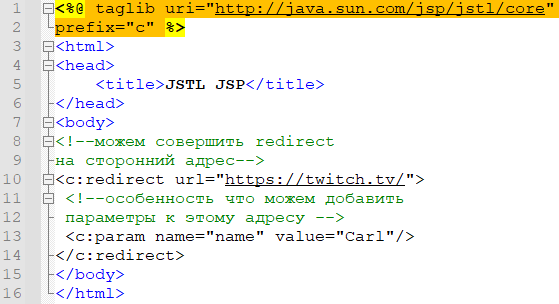 1 <%@ taglib uri="http://java.sun.com/jsp/jstl/core"
2 prefix="c" %>
3 <html>
4 <head>
5     <title>JSTL JSP</title>
6 </head>
7 <body>
8 <!--можем совершить redirect
9 на сторонний адрес-->
10 <c:redirect url="https://twitch.tv/">
11  <!--особенность что можем добавить
12  параметры к этому адресу -->
13  <c:param name="name" value="Carl"/>
14 </c:redirect>
15 </body>
16 </html>